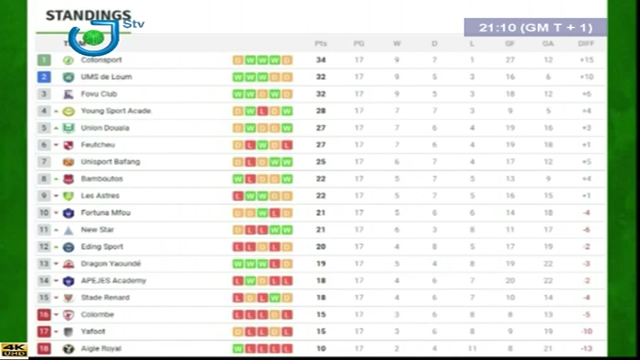 STANDINGS
Stv
21:10 (GM T + 1)
Pts PG W D L GF GA DIFF
1 Cotonsport D W W W D 34 17 9 7 1 27 12 +15
2 UMS de Loum 32 17 9 5 3 16 6 +10
3 Fovu Club 32 17 9 5 3 18 12 +6
4 Young Sport Acade. D W L D W 28 17 7 7 3 9 5 +4
5 Union Douala 27 17 7 6 4 19 16 +3
6 Feutcheu D L W D L 27 17 7 6 4 19 18 +1
7 Unisport Bafang D L D W W 25 17 6 7 4 17 12 +5
8 Bamboutos W L D D W 22 17 5 7 5 13 9 +4
9 Les Astres L W W D D 22 17 5 7 5 16 15 +1
10 Fortuna Mfou D D W L D 21 17 5 6 6 14 18 -4
11 New Star D L L W W 21 17 6 3 8 11 17 -6
12 Eding Sport L L D L D 20 17 4 8 5 17 19 -2
13 Dragon Yaoundé W W W L D 19 17 5 4 8 19 22 -3
14 APEJES Academy L W D L L 18 17 4 6 7 20 22 -2
15 Stade Renard L D L W D 18 17 4 6 7 10 14 -4
16 Colombe L L L D L 15 17 3 6 8 8 13 -5
17 Yafoot D L L D L 15 17 3 6 8 9 19 -10
18 Aigle Royal W L L L L 10 17 2 4 11 8 21 -13
4K
UHD